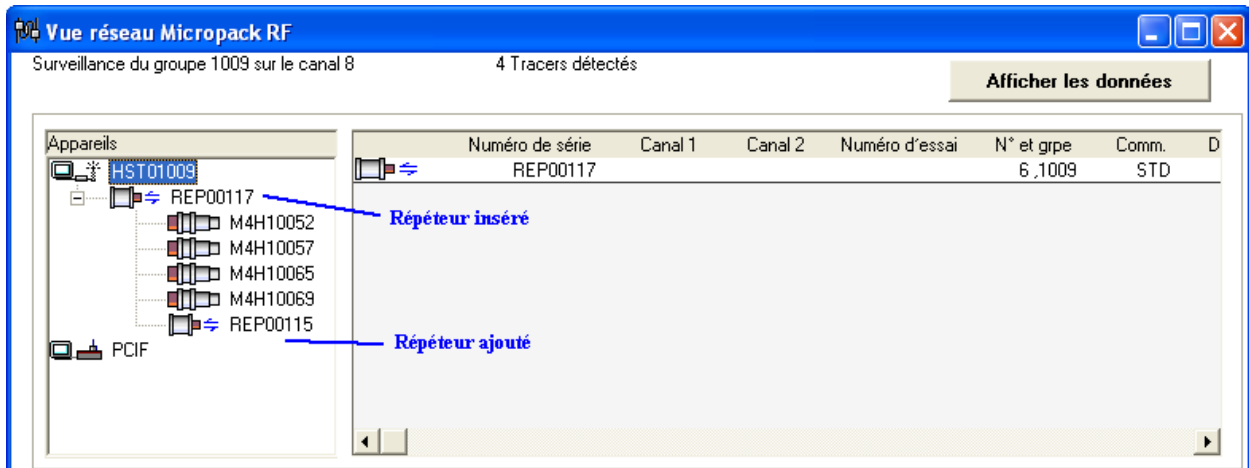 Vue réseau Micropack RF
Surveillance du groupe 1009 sur le canal 8 4 Tracers détectés
Afficher les données
Appareils
HST01009
REP00117
M4H10052
M4H10057
M4H10065
M4H10069
REP00115
PCIF
Numéro de série Canal 1 Canal 2 Numéro d'essai N° et grpe Comm. D
REP00117 6 ,1009 STD
Répéteur inséré
Répéteur ajouté